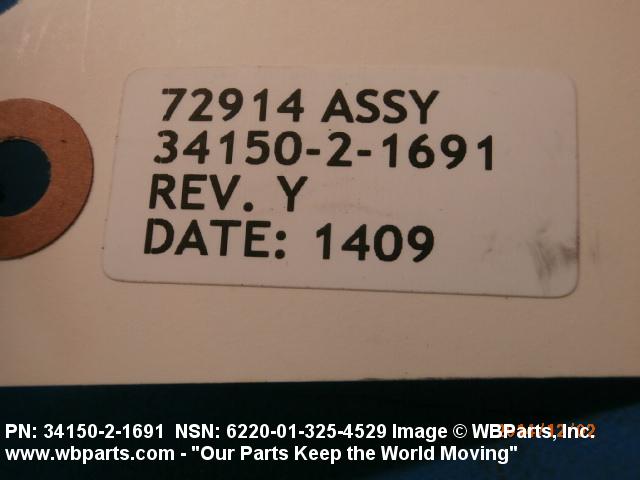 72914 ASSY
34150-2-1691
REV. Y
DATE: 1409
PN: 34150-2-1691 NSN: 6220-01-325-4529 Image © WBParts, Inc.
www.wbparts.com - "Our Parts Keep the World Moving"